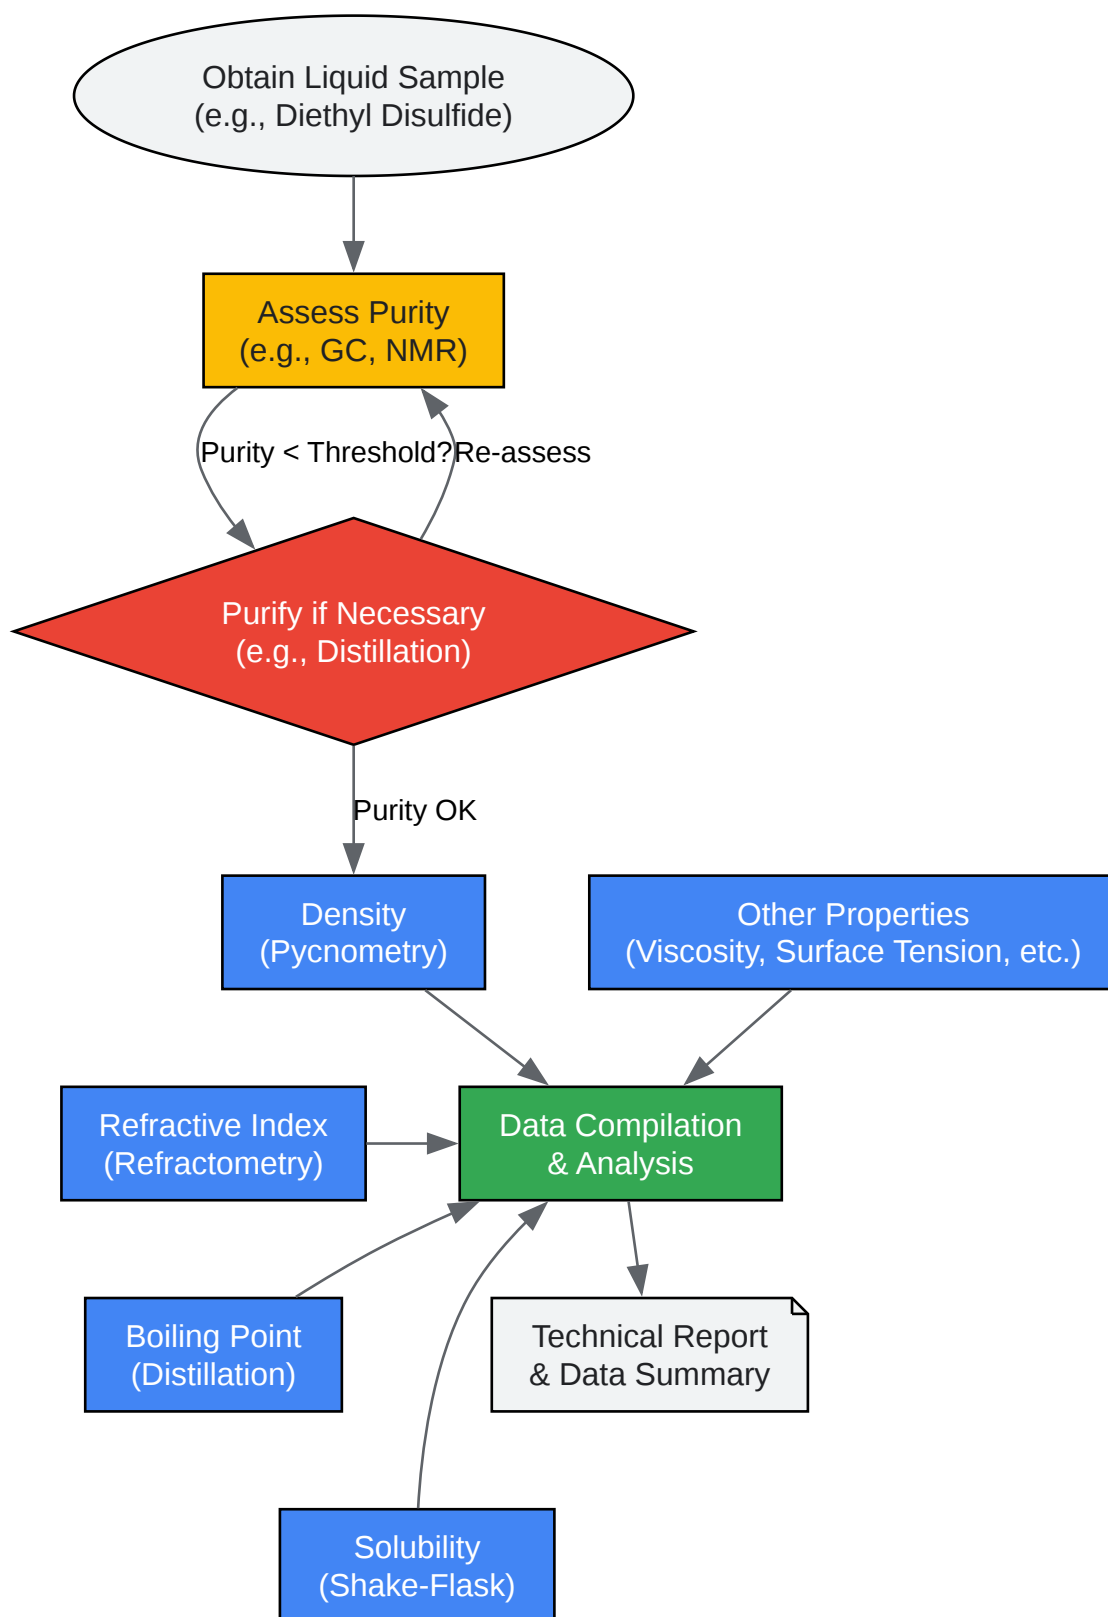 Obtain Liquid Sample
(e.g., Diethyl Disulfide)
Assess Purity
(e.g., GC, NMR)
Purity < Threshold?
Re-assess
Purify if Necessary
(e.g., Distillation)
Purity OK
Density
(Pycnometry)
Other Properties
(Viscosity, Surface Tension, etc.)
Refractive Index
(Refractometry)
Data Compilation
& Analysis
Boiling Point
(Distillation)
Technical Report
& Data Summary
Solubility
(Shake-Flask)